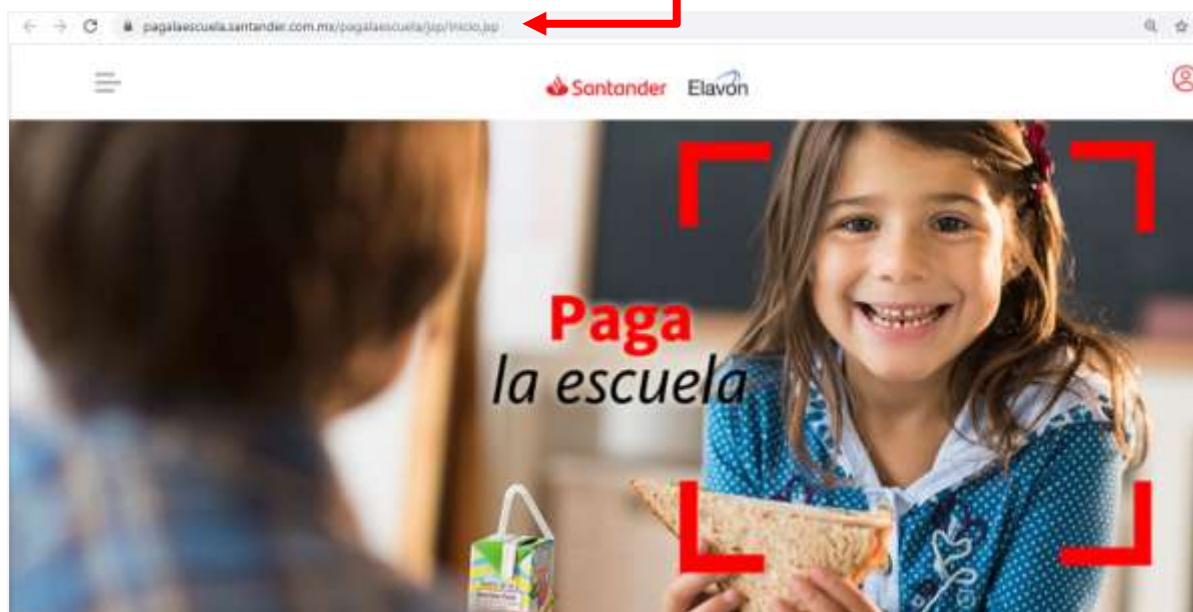 pagalaescuela.santander.com.mx/pagalaescuela/jsp/inicio.jsp
Santander Elavon
Paga
la escuela